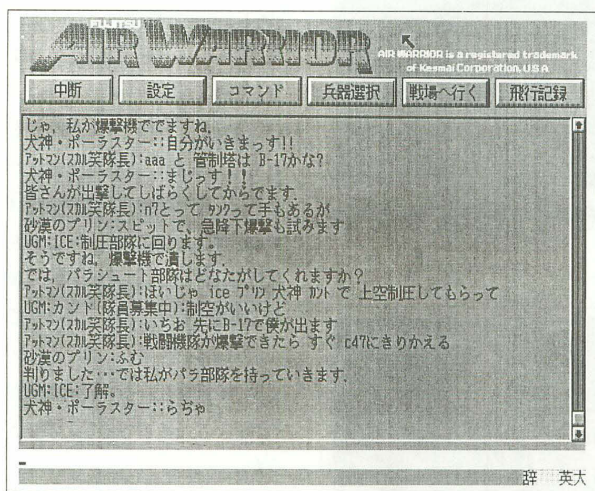 FUJITSU
AIR WARRIOR
AIR WARRIOR is a registered trademark
of Kesmai Corporation, U.S.A
中断 設定 コマンド 兵器選択 戦場へ行く 飛行記録
じゃ、私が爆撃機ででますね。
犬神・ポーラスター::自分がいきまっす!!
アットマン(スカル笑隊長):aaa と 管制塔は B-17かな?
犬神・ポーラスター::まじっす!!
皆さんが出撃してしばらくしてからでます.
アットマン(スカル笑隊長):n7とって タンクって手もあるが
砂漠のプリン:スピットで、急降下爆撃も試みます
UGM:ICE:制圧部隊に回ります。
そうですね。爆撃機で潰します.
では、パラシュート部隊はどなたがしてくれますか?
アットマン(スカル笑隊長):ほいじゃ ice プリン 犬神 カント で 上空制圧してもらって
UGM:カント(隊員募集中):制空がいいけど
アットマン(スカル笑隊長):いちお 先にB-17で僕が出ます
アットマン(スカル笑隊長):戦闘機隊が爆撃できたら すぐ c47にきりかえる
砂漠のプリン:ふむ
判りました・・・では私がパラ部隊を持っていきます.
UGM:ICE:了解。
犬神・ポーラスター::らぢゃ
辞 英大